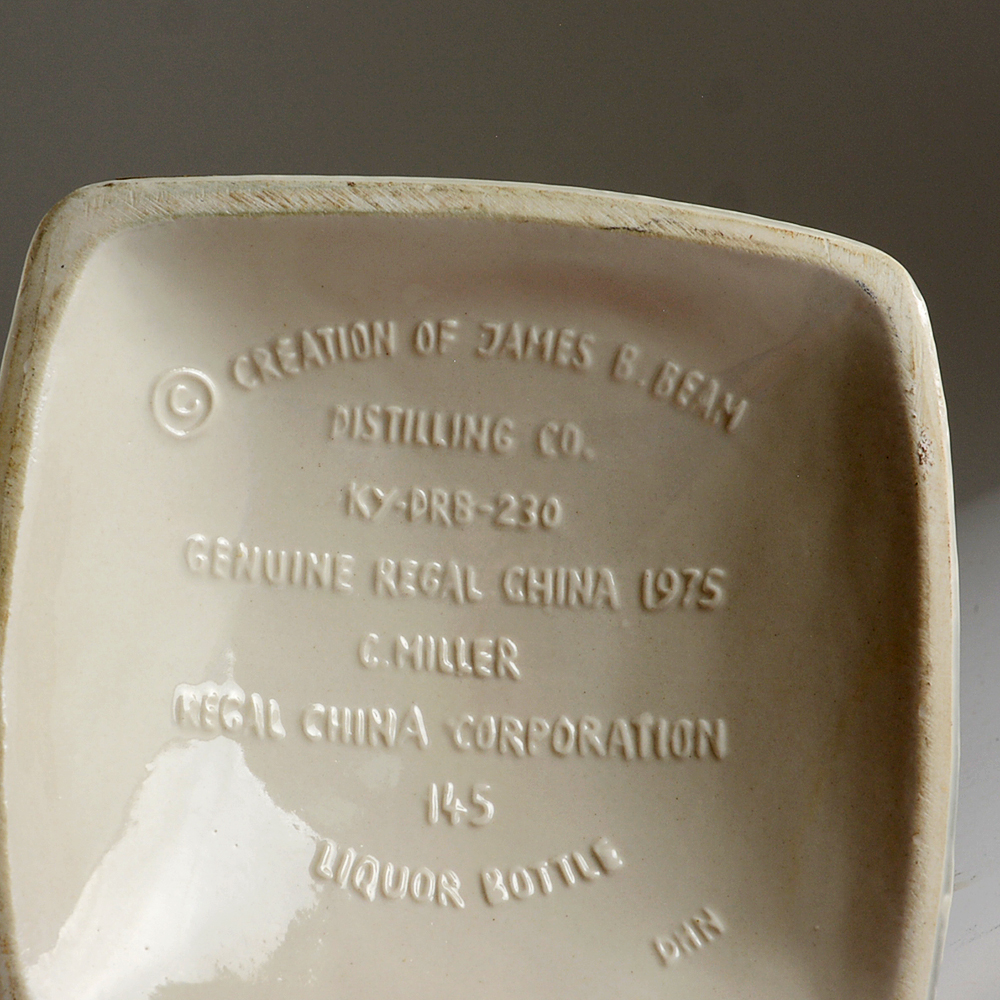 © CREATION OF JAMES B. BEAM
DISTILLING CO.
KY-DRB-230
GENUINE REGAL CHINA 1975
C. MILLER
REGAL CHINA CORPORATION
145
LIQUOR BOTTLE
DHN